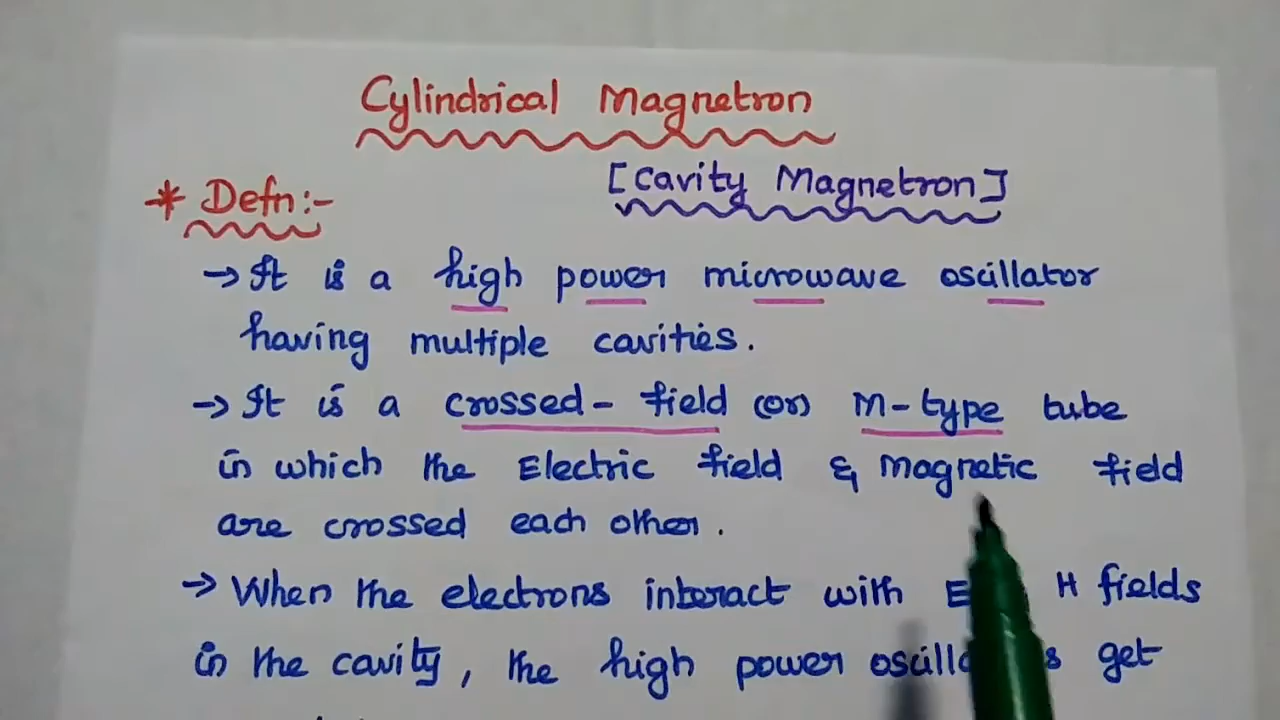 Cylindrical Magnetron
[Cavity Magnetron]
* Defn:-
→ It is a high power microwave oscillator
having multiple cavities.
→ It is a crossed-field (or) M-type tube
in which the Electric field & Magnetic field
are crossed each other.
→ When the electrons interact with E H fields
in the cavity, the high power get